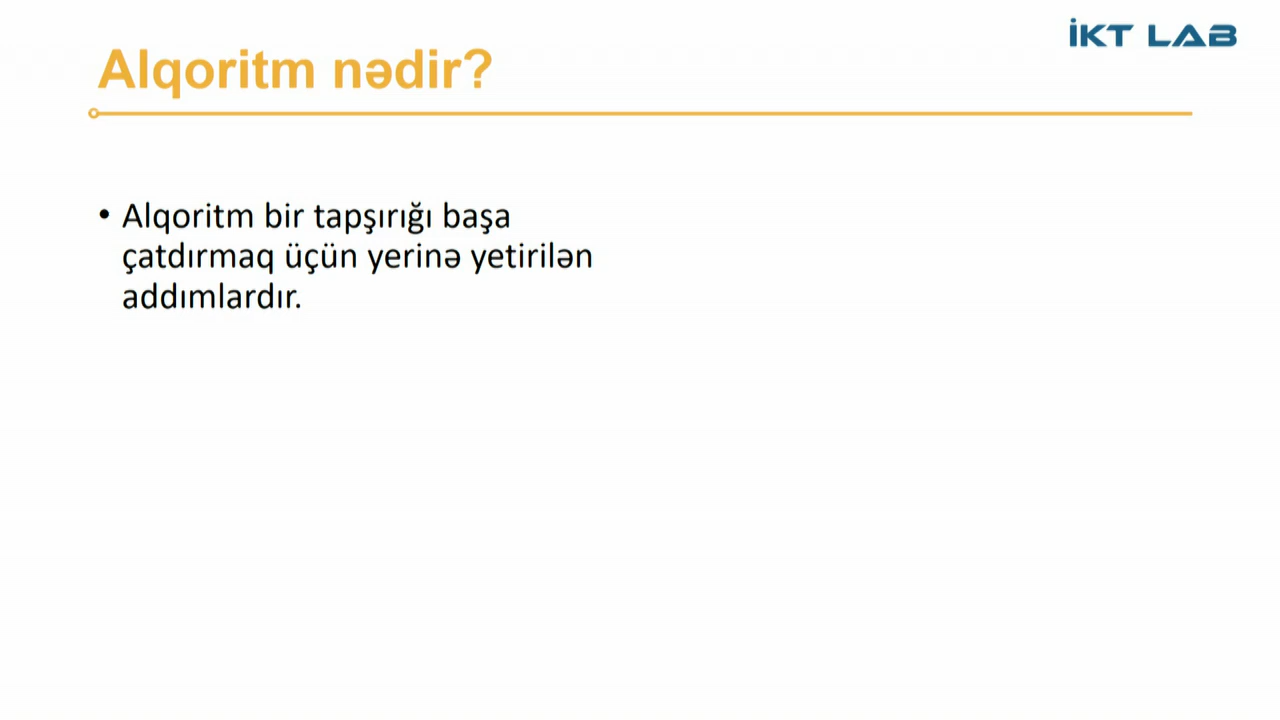 İKT LAB
Alqoritm nədir?
• Alqoritm bir tapşırığı başa
çatdırmaq üçün yerinə yetirilən
addımlardır.